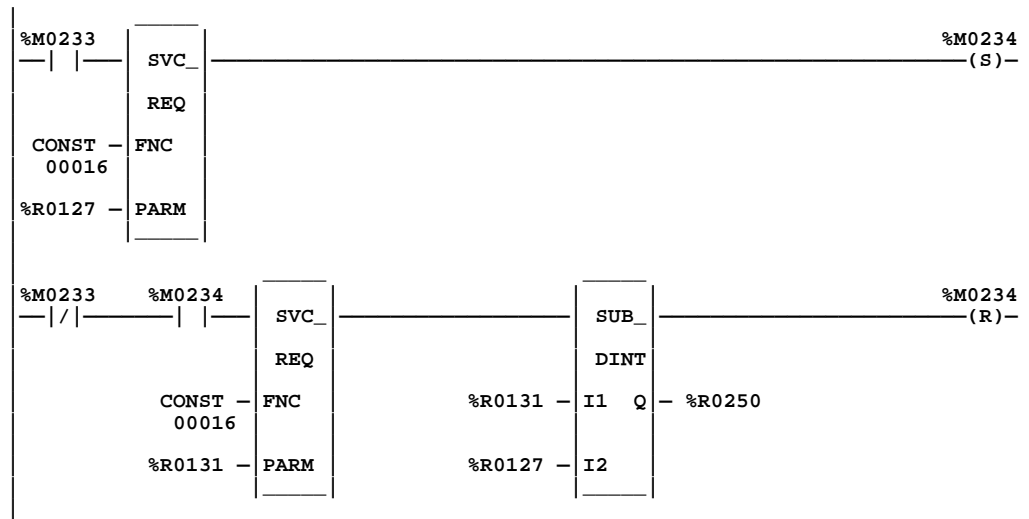 %M0233 %M0234
SVC_ (S)
REQ
CONST FNC
00016
%R0127 PARM
%M0233 %M0234 %M0234
/ SVC_ SUB_ (R)
REQ DINT
CONST FNC %R0131 I1 Q %R0250
00016
%R0131 PARM %R0127 I2